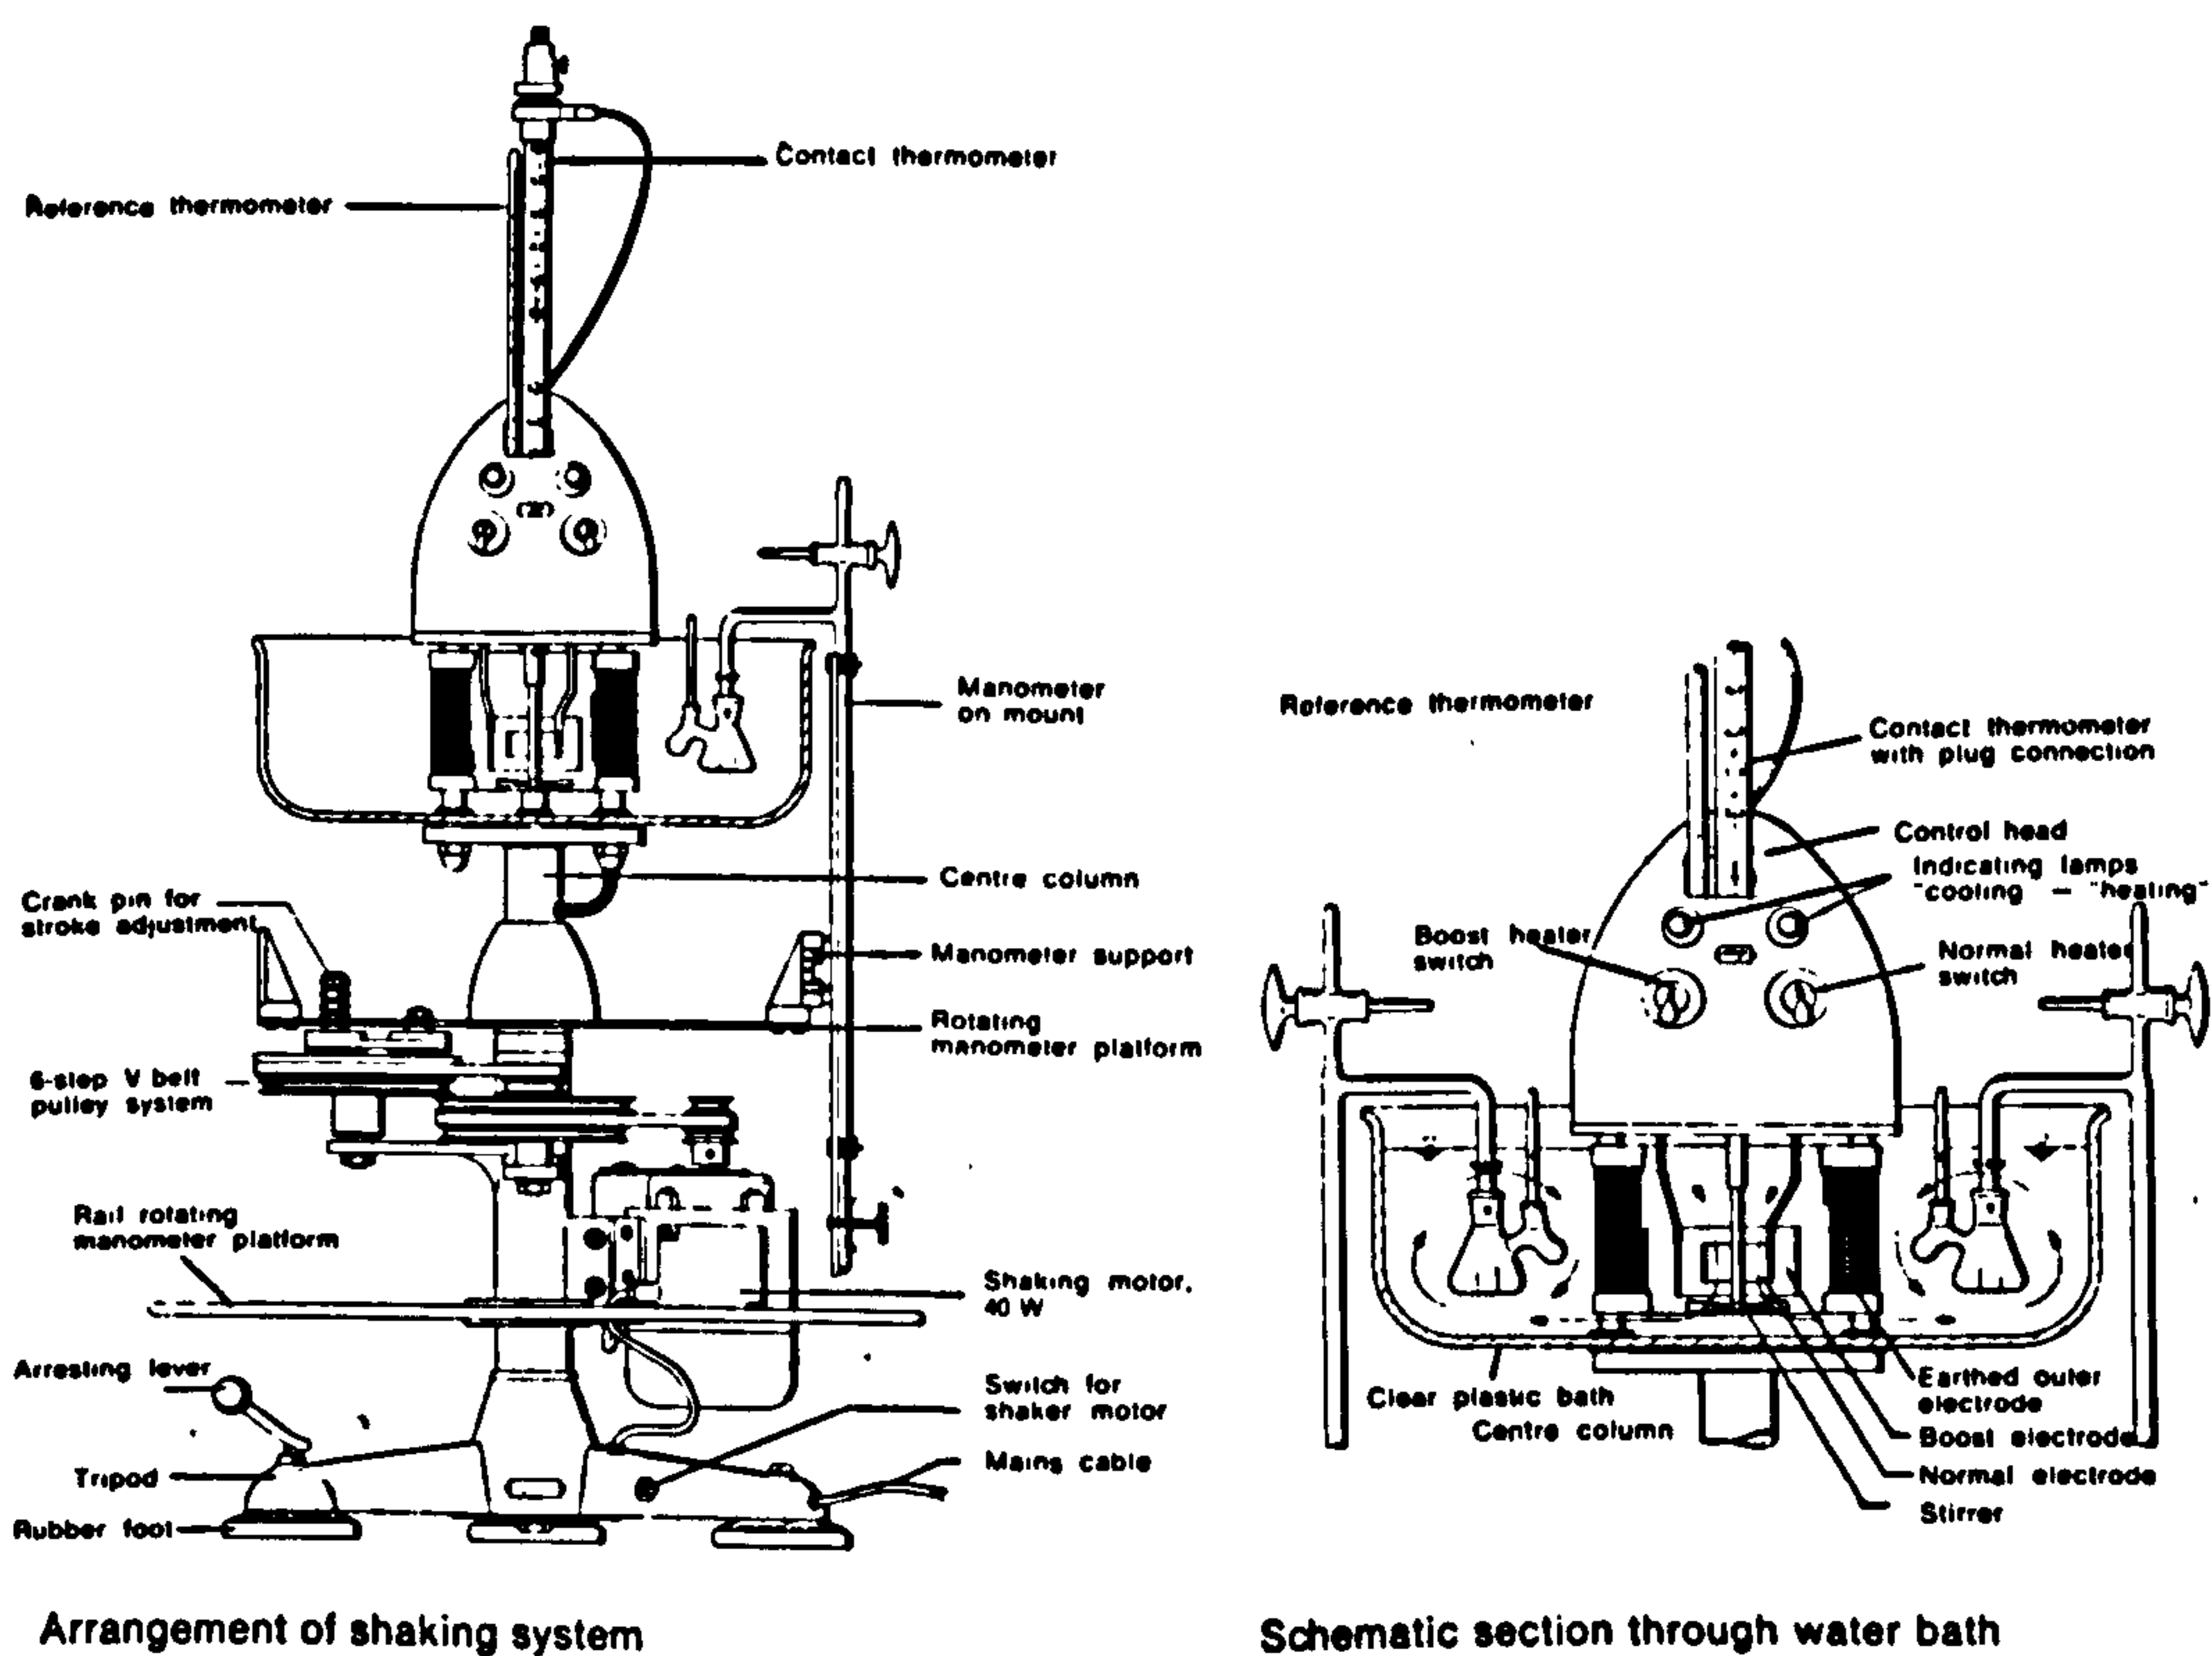 Contact thermometer
Reference thermometer
Manometer
on mount
Centre column
Crank pin for
stroke adjustment
Manometer support
Rotating
manometer platform
6-step V belt
pulley system
Rail rotating
manometer platform
Shaking motor,
40 W
Arresting lever
Switch for
shaker motor
Tripod
Mains cable
Rubber foot
Arrangement of shaking system
Reference thermometer
Contact thermometer
with plug connection
Control head
Indicating lamps
"cooling" — "heating"
Boost heater
switch
Normal heater
switch
Clear plastic bath
Centre column
Earthed outer
electrode
Boost electrode
Normal electrode
Stirrer
Schematic section through water bath